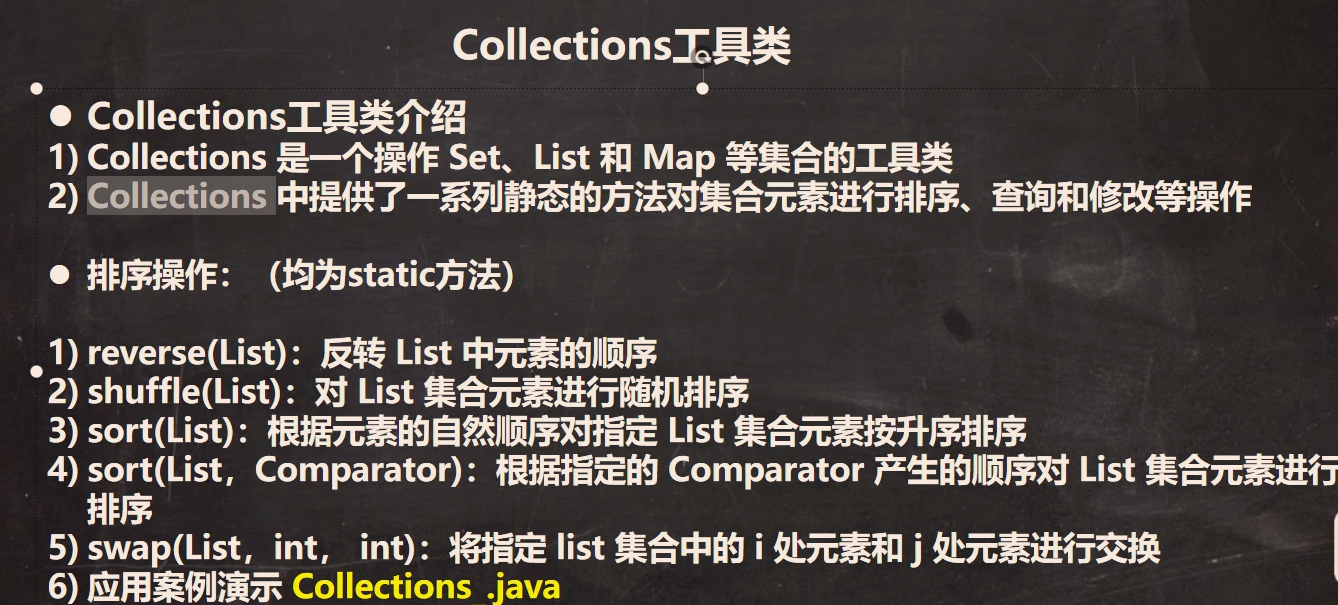 Collections工具类
● Collections工具类介绍
1) Collections 是一个操作 Set、List 和 Map 等集合的工具类
2) Collections 中提供了一系列静态的方法对集合元素进行排序、查询和修改等操作
● 排序操作：（均为static方法）
1) reverse(List)：反转 List 中元素的顺序
2) shuffle(List)：对 List 集合元素进行随机排序
3) sort(List)：根据元素的自然顺序对指定 List 集合元素按升序排序
4) sort(List，Comparator)：根据指定的 Comparator 产生的顺序对 List 集合元素进行
排序
5) swap(List，int， int)：将指定 list 集合中的 i 处元素和 j 处元素进行交换
6) 应用案例演示 Collections_.java